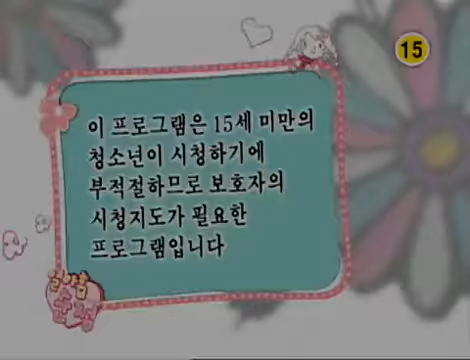 15
이 프로그램은 15세 미만의
청소년이 시청하기에
부적절하므로 보호자의
시청지도가 필요한
프로그램입니다
순정